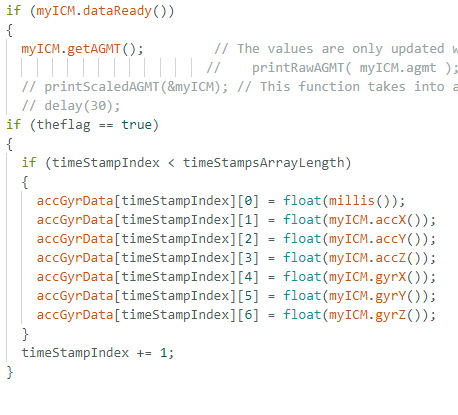 if (myICM.dataReady())
{
  myICM.getAGMT();         // The values are only updated
                        //    printRawAGMT( myICM.agmt );
  // printScaledAGMT(&myICM); // This function takes into
  // delay(30);
if (theflag == true)
{
  if (timeStampIndex < timeStampsArrayLength)
  {
    accGyrData[timeStampIndex][0] = float(millis());
    accGyrData[timeStampIndex][1] = float(myICM.accX());
    accGyrData[timeStampIndex][2] = float(myICM.accY());
    accGyrData[timeStampIndex][3] = float(myICM.accZ());
    accGyrData[timeStampIndex][4] = float(myICM.gyrX());
    accGyrData[timeStampIndex][5] = float(myICM.gyrY());
    accGyrData[timeStampIndex][6] = float(myICM.gyrZ());
  }
  timeStampIndex += 1;
}